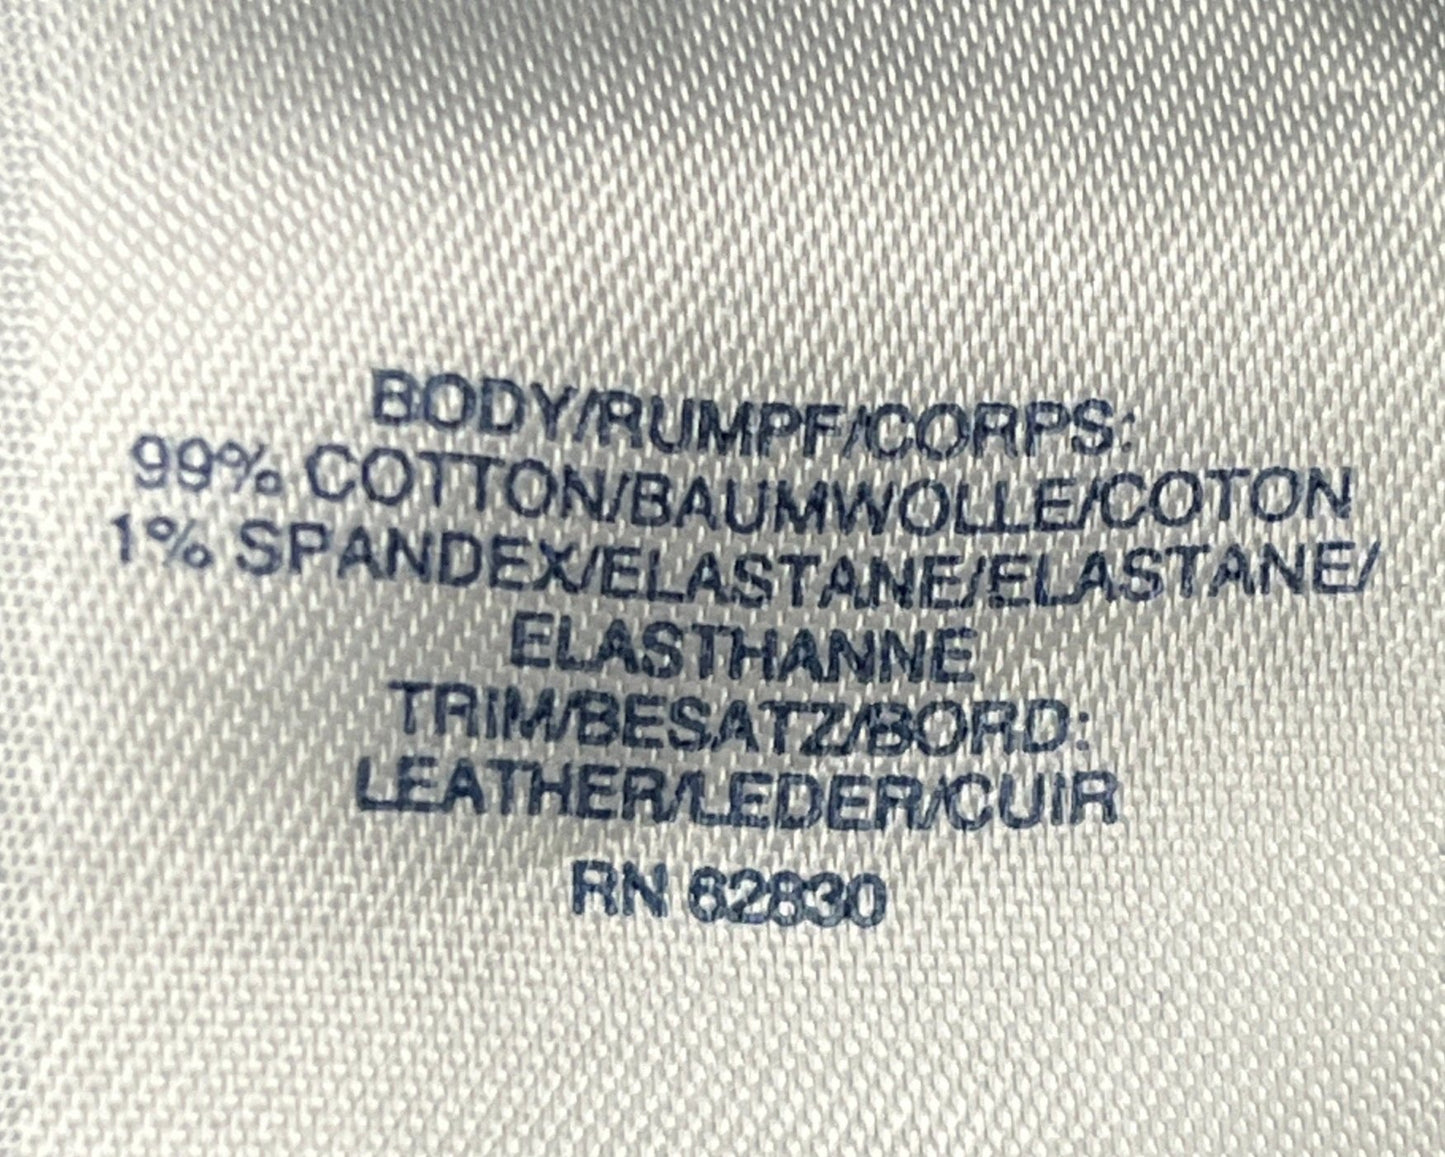 BODY/RUMPF/CORPS:
99% COTTON/BAUMWOLLE/COTON
1% SPANDEX/ELASTANE/ELASTANE/
ELASTHANNE
TRIM/BESATZ/BORD:
LEATHER/LEDER/CUIR
RN 62830